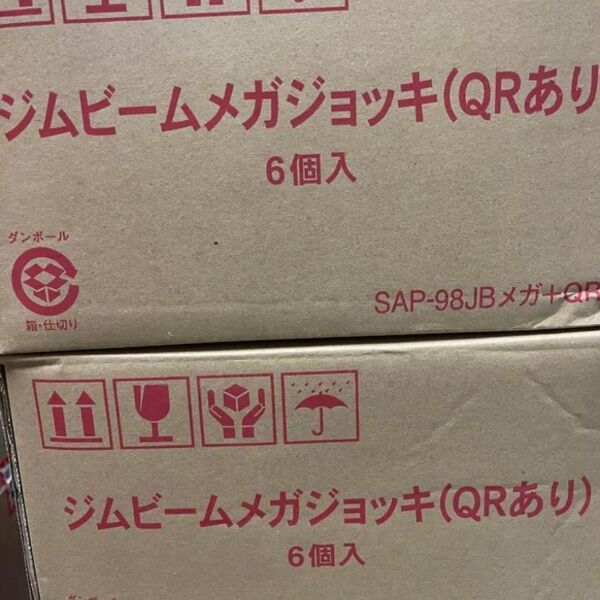 ジムビームメガジョッキ(QRあり
6個入
ダンボール
箱・仕切り
SAP-98JBメガ+QR
ジムビームメガジョッキ(QRあり)
6個入